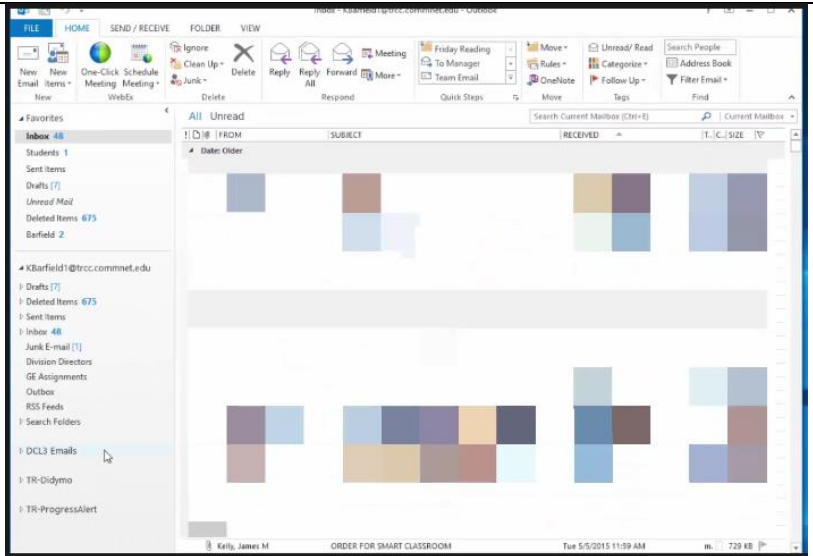 Inbox - KBarfield1@trcc.commnet.edu - Outlook
FILE HOME SEND / RECEIVE FOLDER VIEW
New Email
New Items
New
One-Click Meeting
Schedule Meeting
WebEx
Ignore
Clean Up
Junk
Delete
Delete
Reply
Reply All
Forward
Meeting
More
Respond
Friday Reading
To Manager
Team Email
Quick Steps
Move
Rules
OneNote
Move
Unread/ Read
Categorize
Follow Up
Tags
Search People
Address Book
Filter Email
Find
Favorites
Inbox 48
Students 1
Sent Items
Drafts [7]
Unread Mail
Deleted Items 675
Barfield 2
KBarfield1@trcc.commnet.edu
Drafts [7]
Deleted Items 675
Sent Items
Inbox 48
Junk E-mail [1]
Division Directors
GE Assignments
Outbox
RSS Feeds
Search Folders
DCL3 Emails
TR-Didymo
TR-ProgressAlert
All Unread
Search Current Mailbox (Ctrl+E) Current Mailbox
! FROM SUBJECT RECEIVED T.. C.. SIZE
Date: Older
Kelly, James M ORDER FOR SMART CLASSROOM Tue 5/5/2015 11:59 AM m. 729 KB